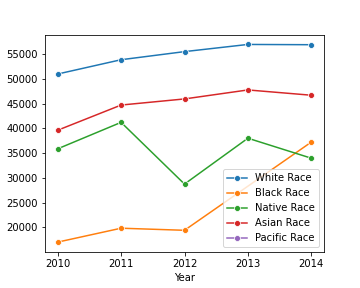 55000
50000
45000
40000
35000
30000
25000
20000
White Race
Black Race
Native Race
Asian Race
Pacific Race
2010 2011 2012 2013 2014
Year